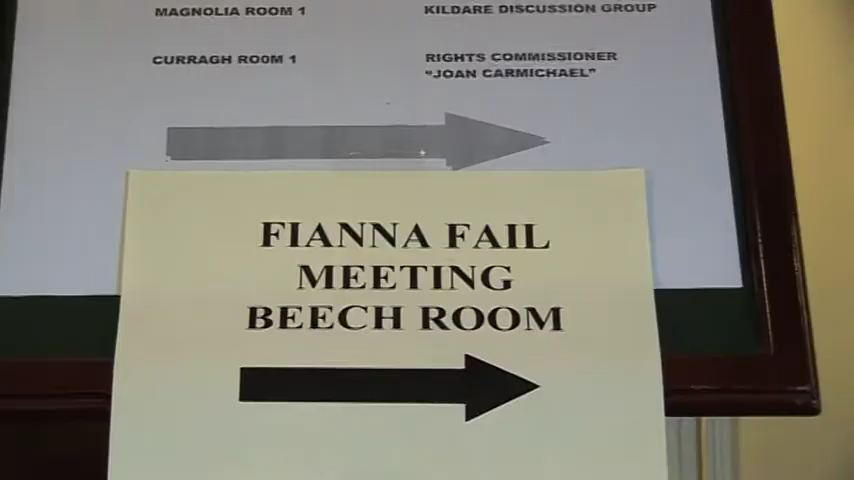 MAGNOLIA ROOM 1 KILDARE DISCUSSION GROUP
CURRAGH ROOM 1 RIGHTS COMMISSIONER
"JOAN CARMICHAEL"
FIANNA FAIL
MEETING
BEECH ROOM